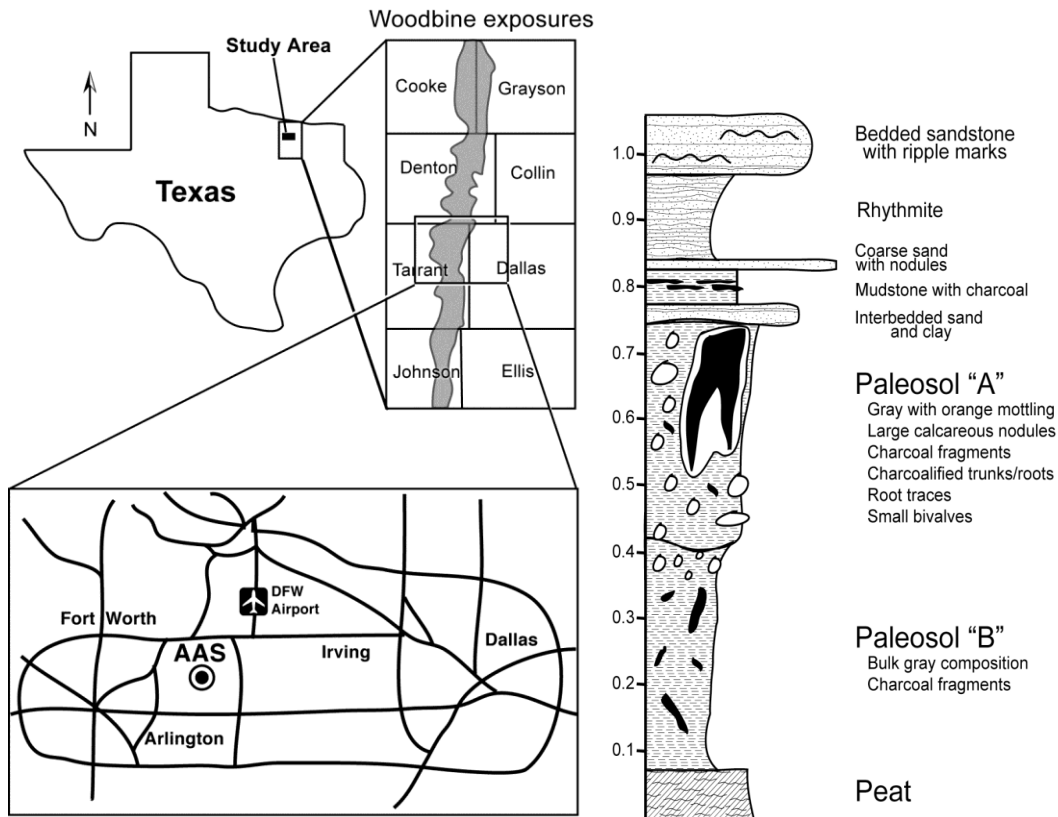 Woodbine exposures
Study Area
N
Texas
Cooke
Grayson
Denton
Collin
Tarrant
Dallas
Johnson
Ellis
DFW
Airport
Fort Worth
Dallas
AAS
Irving
Arlington
1.0
0.9
0.8
0.7
0.6
0.5
0.4
0.3
0.2
0.1
Bedded sandstone
with ripple marks
Rhythmite
Coarse sand
with nodules
Mudstone with charcoal
Interbedded sand
and clay
Paleosol “A”
Gray with orange mottling
Large calcareous nodules
Charcoal fragments
Charcoalified trunks/roots
Root traces
Small bivalves
Paleosol “B”
Bulk gray composition
Charcoal fragments
Peat